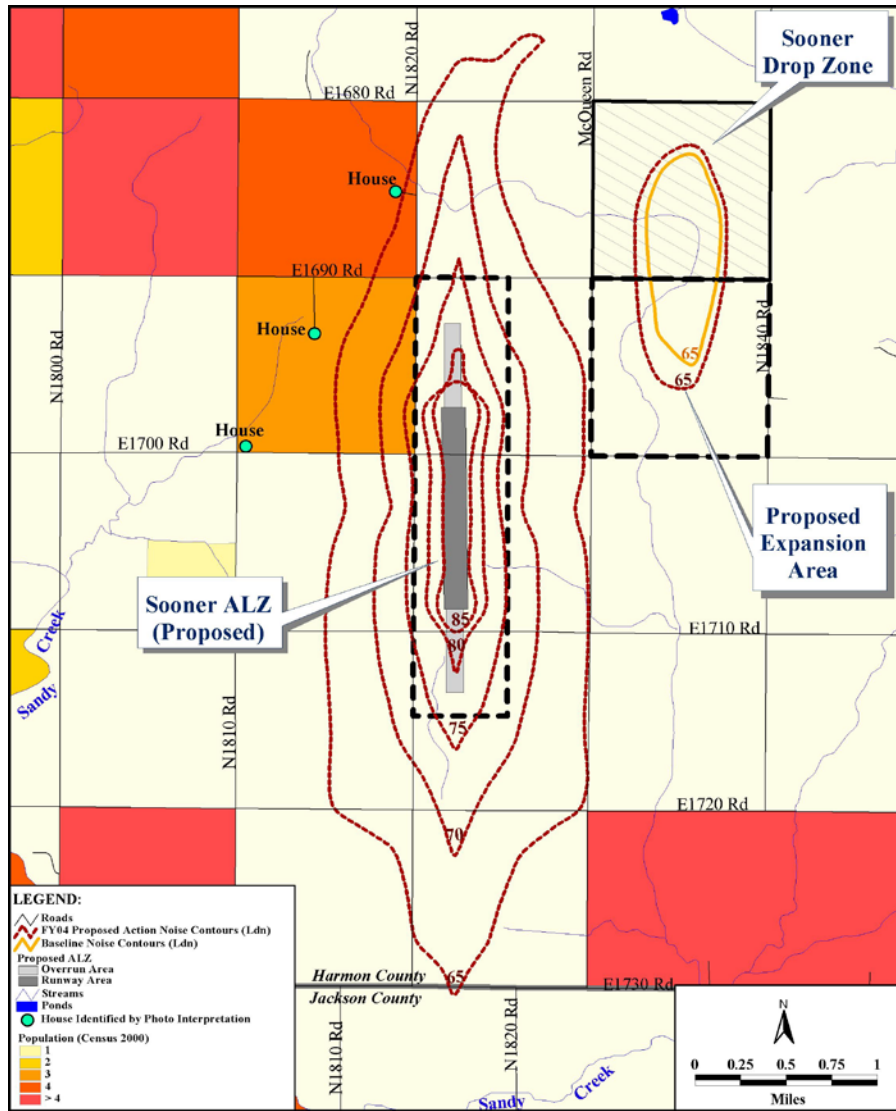 Sooner
Drop Zone
N1820 Rd
McQueen Rd
E1680 Rd
House
E1690 Rd
House
N1800 Rd
N1840 Rd
65
65
House
E1700 Rd
Proposed
Expansion
Area
Sooner ALZ
(Proposed)
85
80
E1710 Rd
Sandy Creek
N1810 Rd
75
E1720 Rd
70
65
Harmon County
Jackson County
E1730 Rd
N1810 Rd
N1820 Rd
Sandy Creek
LEGEND:
Roads
FY04 Proposed Action Noise Contours (Ldn)
Baseline Noise Contours (Ldn)
Proposed ALZ
Overrun Area
Runway Area
Streams
Ponds
House Identified by Photo Interpretation
Population (Census 2000)
1
2
3
4
> 4
N
0 0.25 0.5 0.75 1
Miles